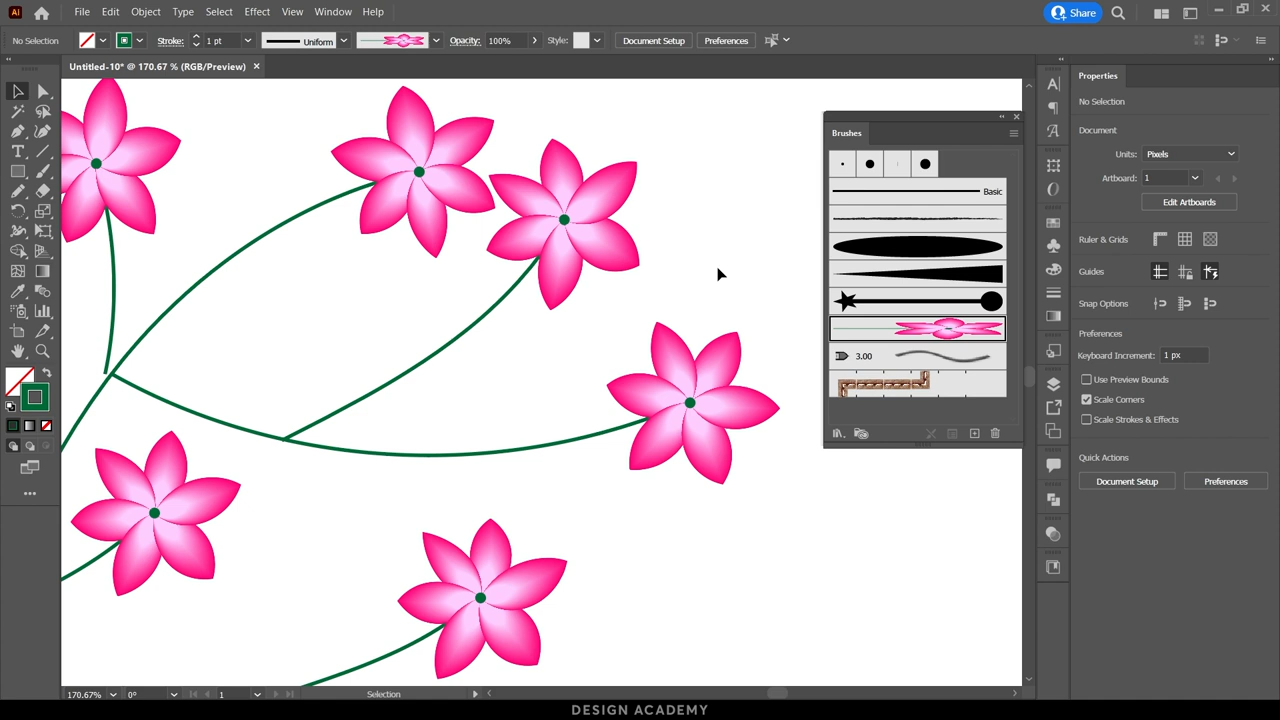 Ai File Edit Object Type Select Effect View Window Help Share
No Selection Stroke: 1 pt Uniform Opacity: 100% Style: Document Setup Preferences
Untitled-10* @ 170.67 % (RGB/Preview) ×
Properties
No Selection
Document
Units: Pixels
Artboard: 1
Edit Artboards
Ruler & Grids
Guides
Snap Options
Preferences
Keyboard Increment: 1 px
Use Preview Bounds
Scale Corners
Scale Strokes & Effects
Quick Actions
Document Setup Preferences
Brushes
Basic
3.00
170.67% 0° 1 Selection
DESIGN ACADEMY